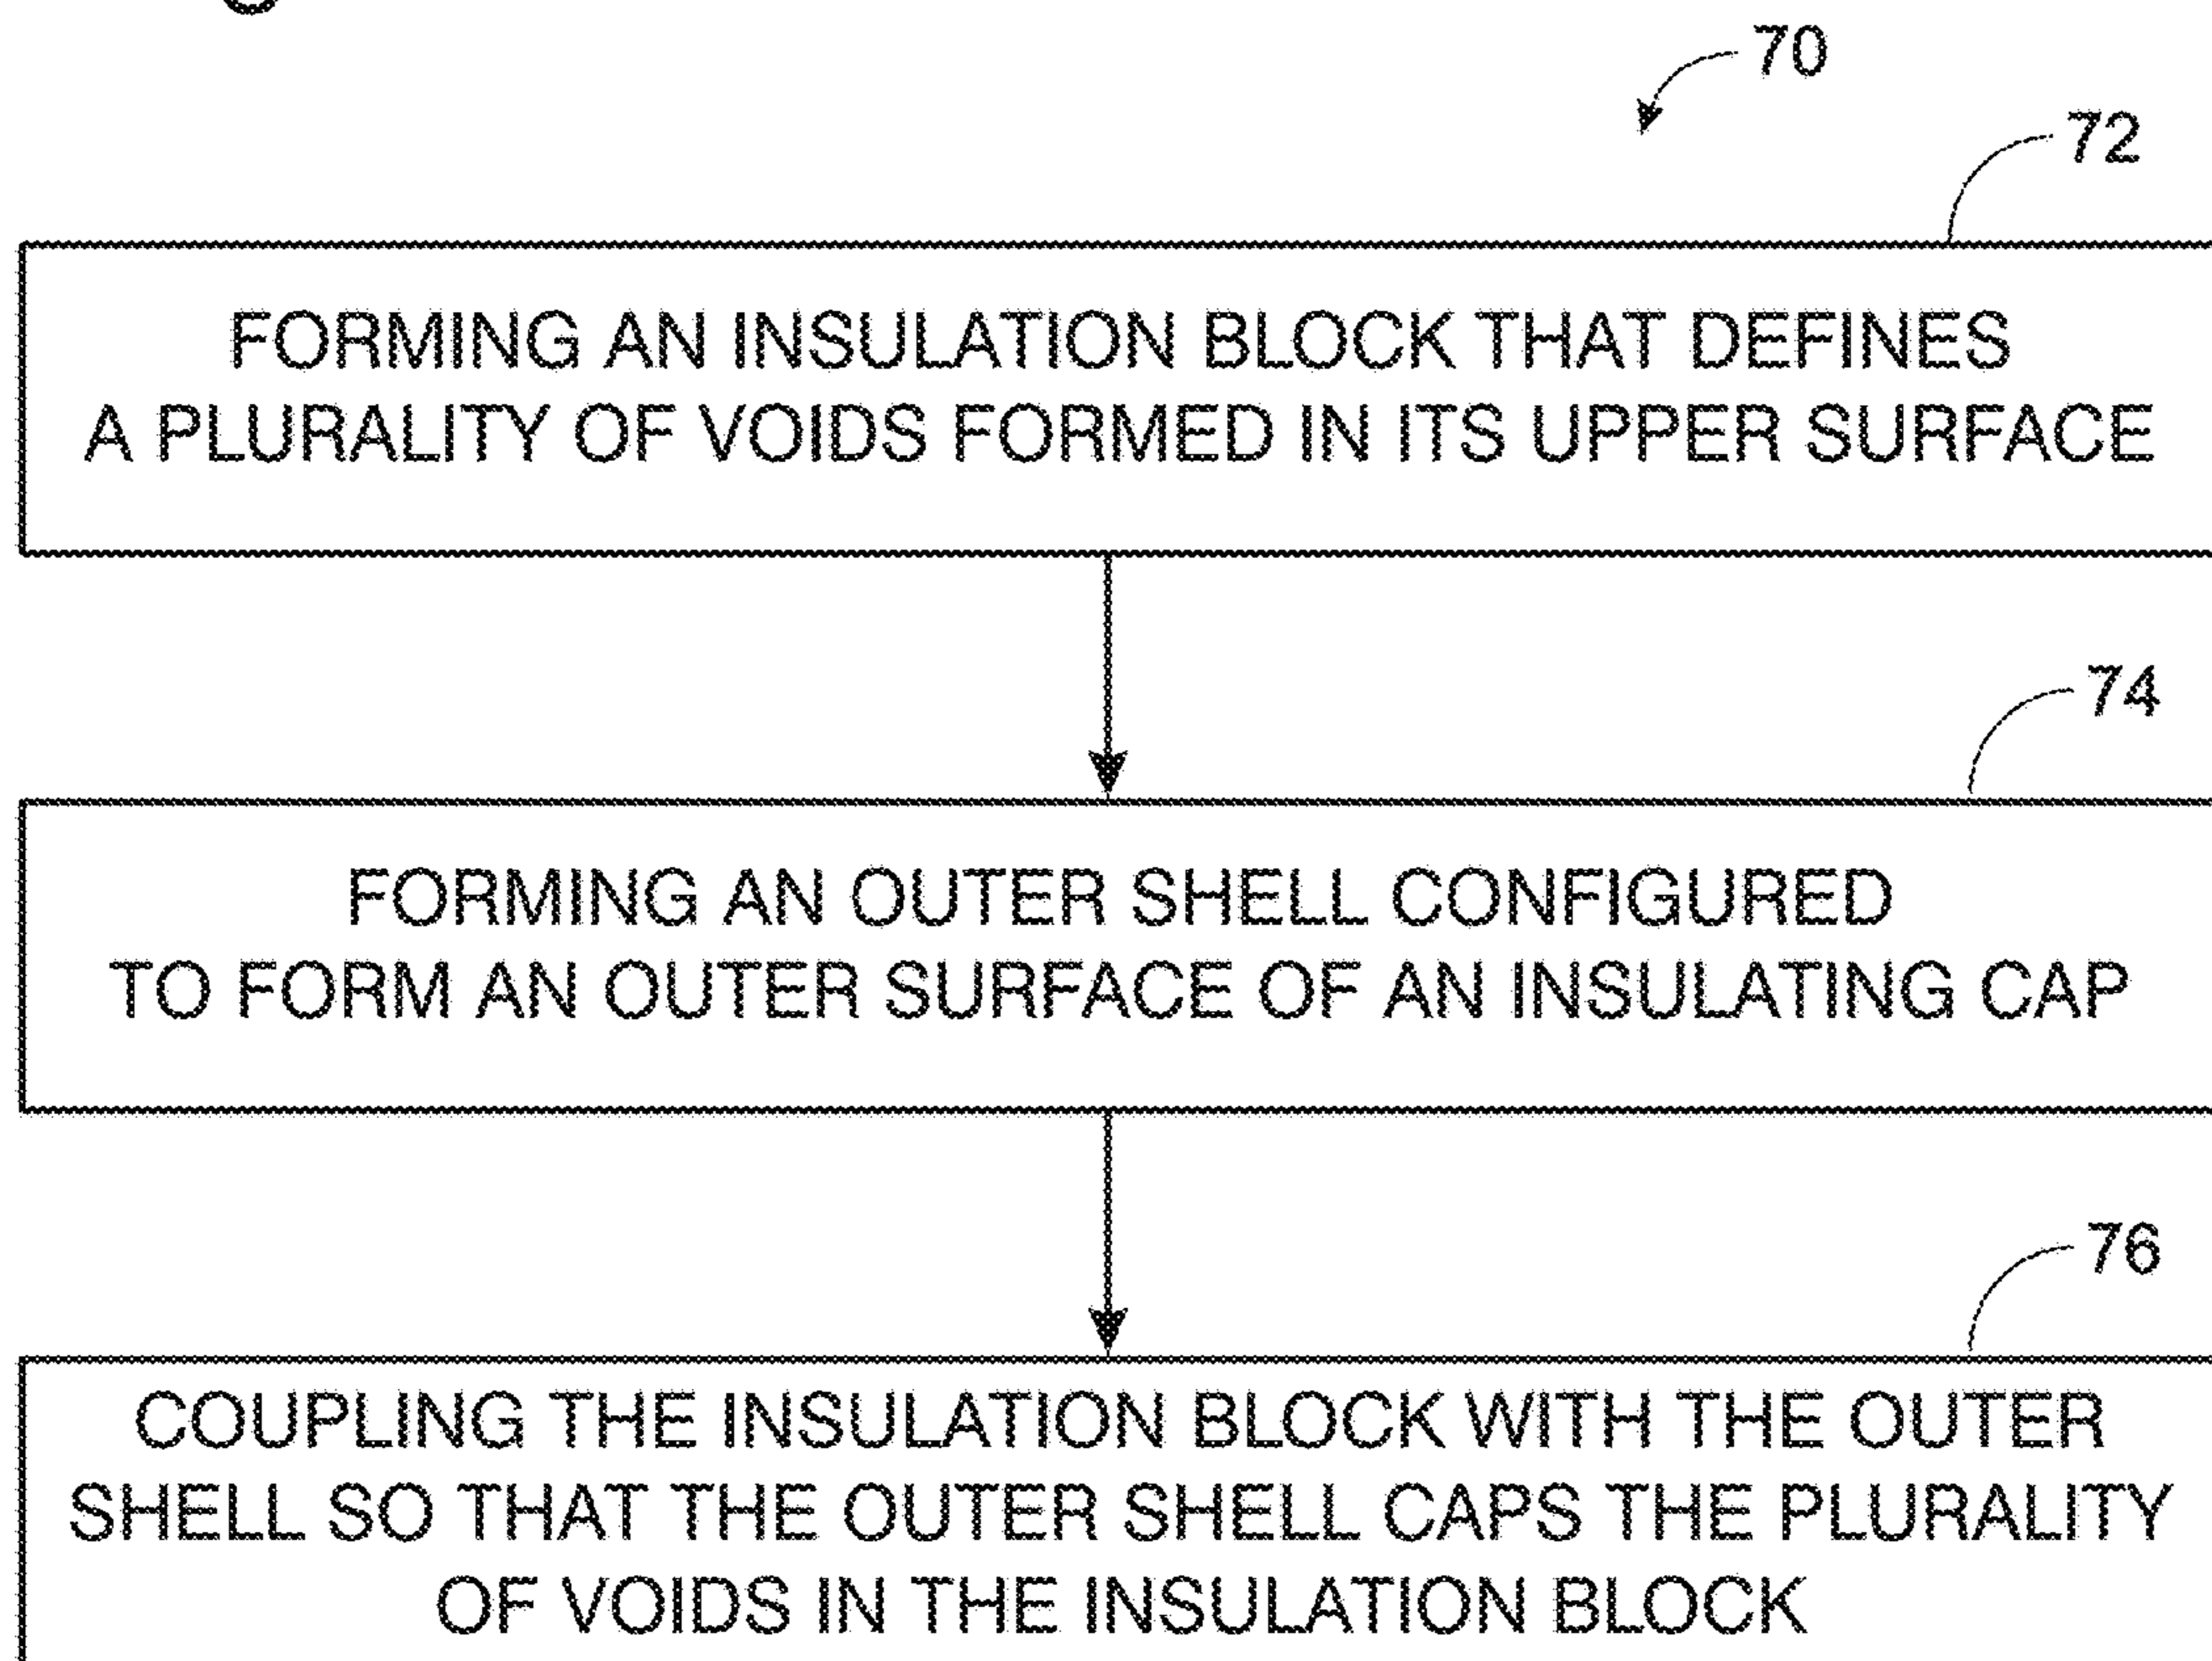 70
72
FORMING AN INSULATION BLOCK THAT DEFINES
A PLURALITY OF VOIDS FORMED IN ITS UPPER SURFACE
74
FORMING AN OUTER SHELL CONFIGURED
TO FORM AN OUTER SURFACE OF AN INSULATING CAP
76
COUPLING THE INSULATION BLOCK WITH THE OUTER
SHELL SO THAT THE OUTER SHELL CAPS THE PLURALITY
OF VOIDS IN THE INSULATION BLOCK